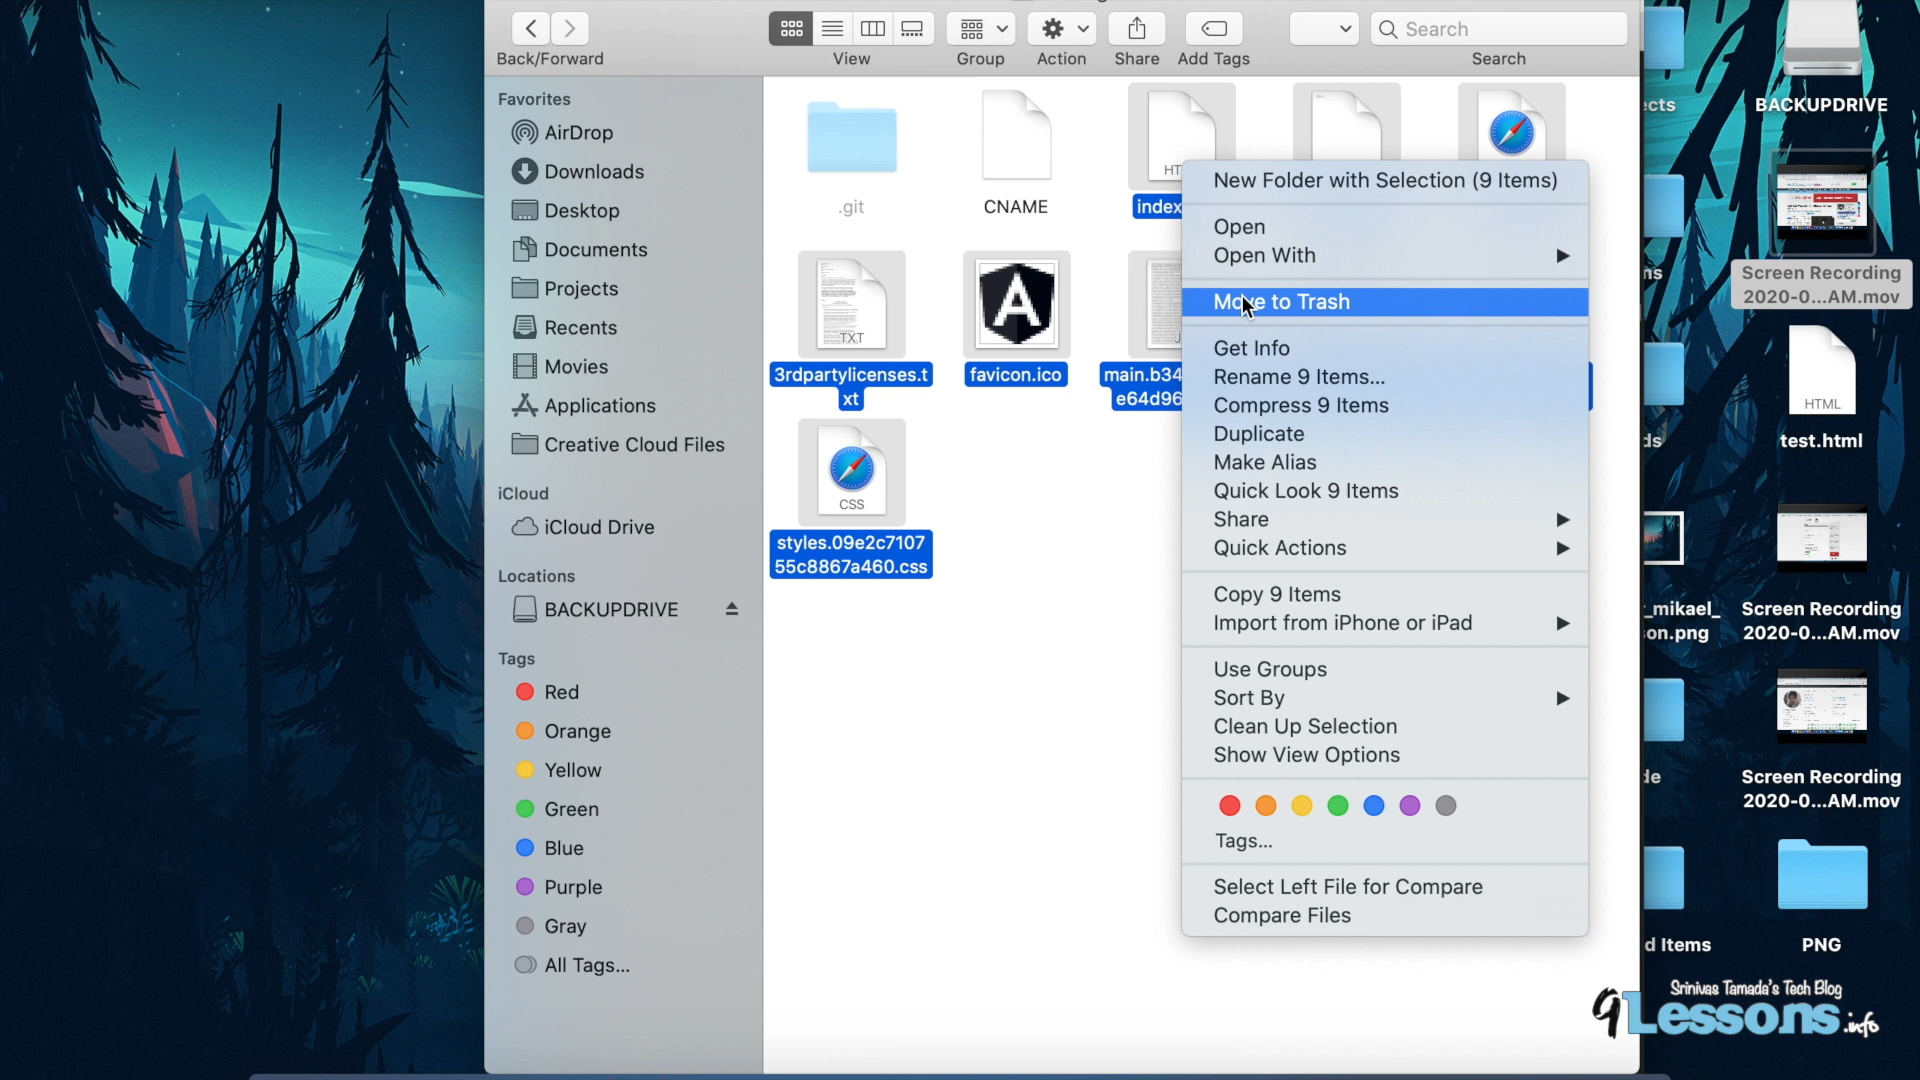 Back/Forward
View
Group
Action
Share
Add Tags
Search
Search
Favorites
AirDrop
Downloads
Desktop
Documents
Projects
Recents
Movies
Applications
Creative Cloud Files
iCloud
iCloud Drive
Locations
BACKUPDRIVE
Tags
Red
Orange
Yellow
Green
Blue
Purple
Gray
All Tags...
.git
CNAME
HT
index
TXT
3rdpartylicenses.t
xt
favicon.ico
main.b34
e64d96
CSS
styles.09e2c7107
55c8867a460.css
New Folder with Selection (9 Items)
Open
Open With
Move to Trash
Get Info
Rename 9 Items...
Compress 9 Items
Duplicate
Make Alias
Quick Look 9 Items
Share
Quick Actions
Copy 9 Items
Import from iPhone or iPad
Use Groups
Sort By
Clean Up Selection
Show View Options
Tags...
Select Left File for Compare
Compare Files
ects
BACKUPDRIVE
Screen Recording
2020-0...AM.mov
HTML
test.html
_mikael_
on.png
Screen Recording
2020-0...AM.mov
Screen Recording
2020-0...AM.mov
d Items
PNG
Srinivas Tamada's Tech Blog
9Lessons.info